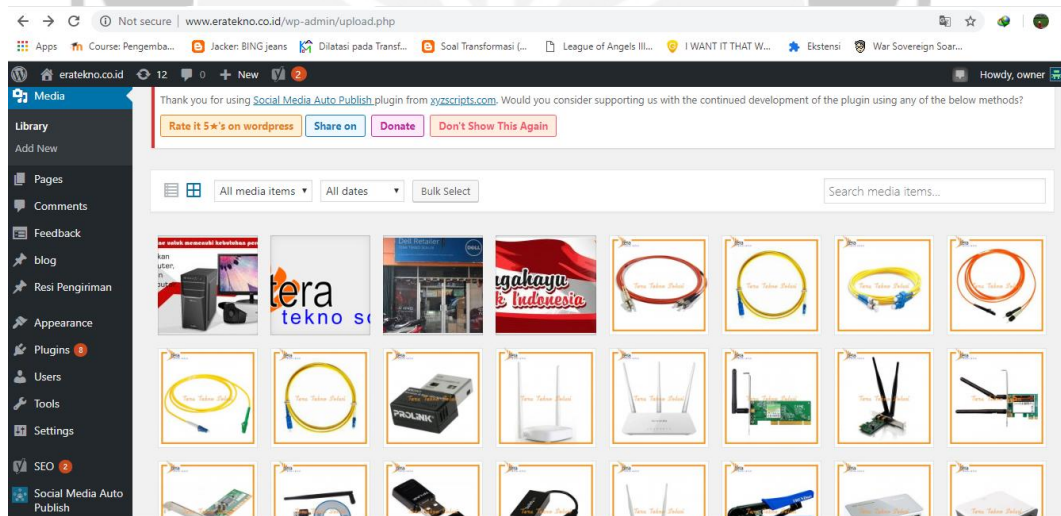 Not secure | www.eratekno.co.id/wp-admin/upload.php
Apps
Course: Pengemba...
Jacker: BING jeans
Dilatasi pada Transf...
Soal Transformasi (...
League of Angels III...
I WANT IT THAT W...
Ekstensi
War Sovereign Soar...
eratekno.co.id 12 0 + New 2
Howdy, owner
Media
Library
Add New
Pages
Comments
Feedback
blog
Resi Pengiriman
Appearance
Plugins 8
Users
Tools
Settings
SEO 2
Social Media Auto
Publish
Thank you for using Social Media Auto Publish plugin from xyzscripts.com. Would you consider supporting us with the continued development of the plugin using any of the below methods?
Rate it 5★'s on wordpress
Share on
Donate
Don't Show This Again
All media items
All dates
Bulk Select
Search media items...
Dell Retailer
DELL
era
tekno so
ngahayu
k Indonesia
PROLINK